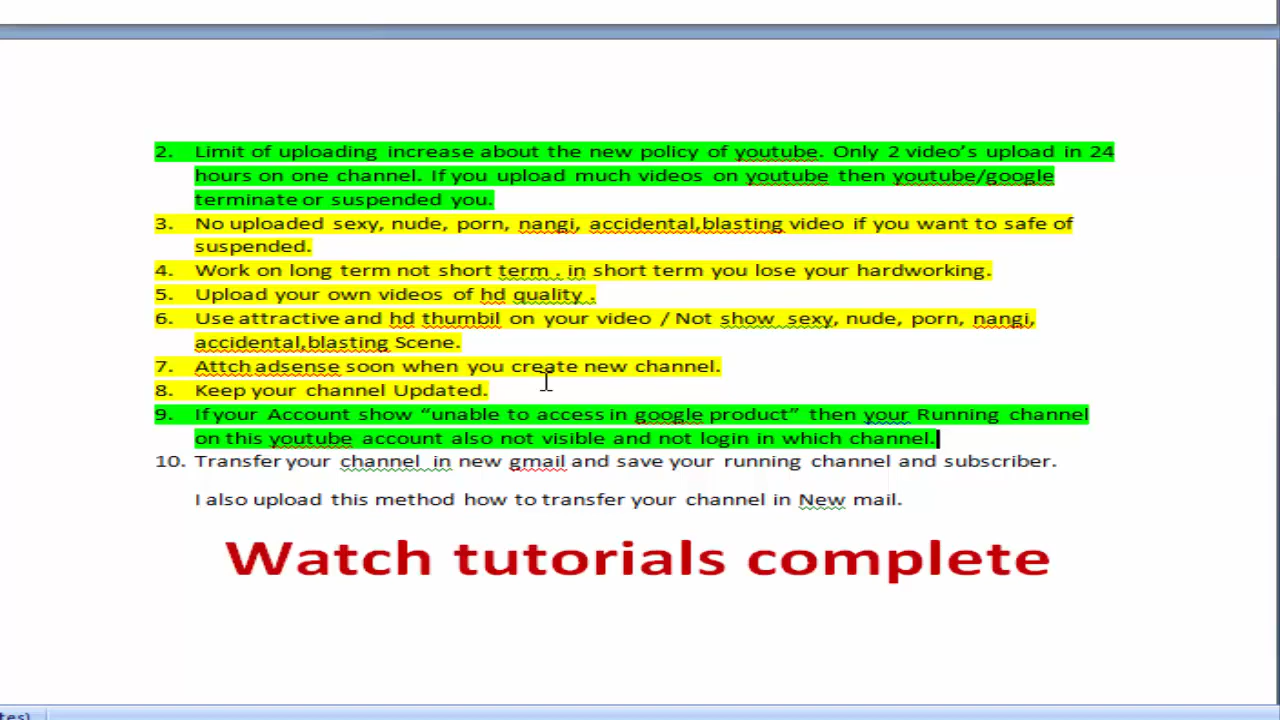 2. Limit of uploading increase about the new policy of youtube. Only 2 video's upload in 24
hours on one channel. If you upload much videos on youtube then youtube/google
terminate or suspended you.
3. No uploaded sexy, nude, porn, nangi, accidental,blasting video if you want to safe of
suspended.
4. Work on long term not short term . in short term you lose your hardworking.
5. Upload your own videos of hd quality .
6. Use attractive and hd thumbil on your video / Not show sexy, nude, porn, nangi,
accidental,blasting Scene.
7. Attch adsense soon when you create new channel.
8. Keep your channel Updated.
9. If your Account show “unable to access in google product” then your Running channel
on this youtube account also not visible and not login in which channel.
10. Transfer your channel in new gmail and save your running channel and subscriber.
I also upload this method how to transfer your channel in New mail.
Watch tutorials complete